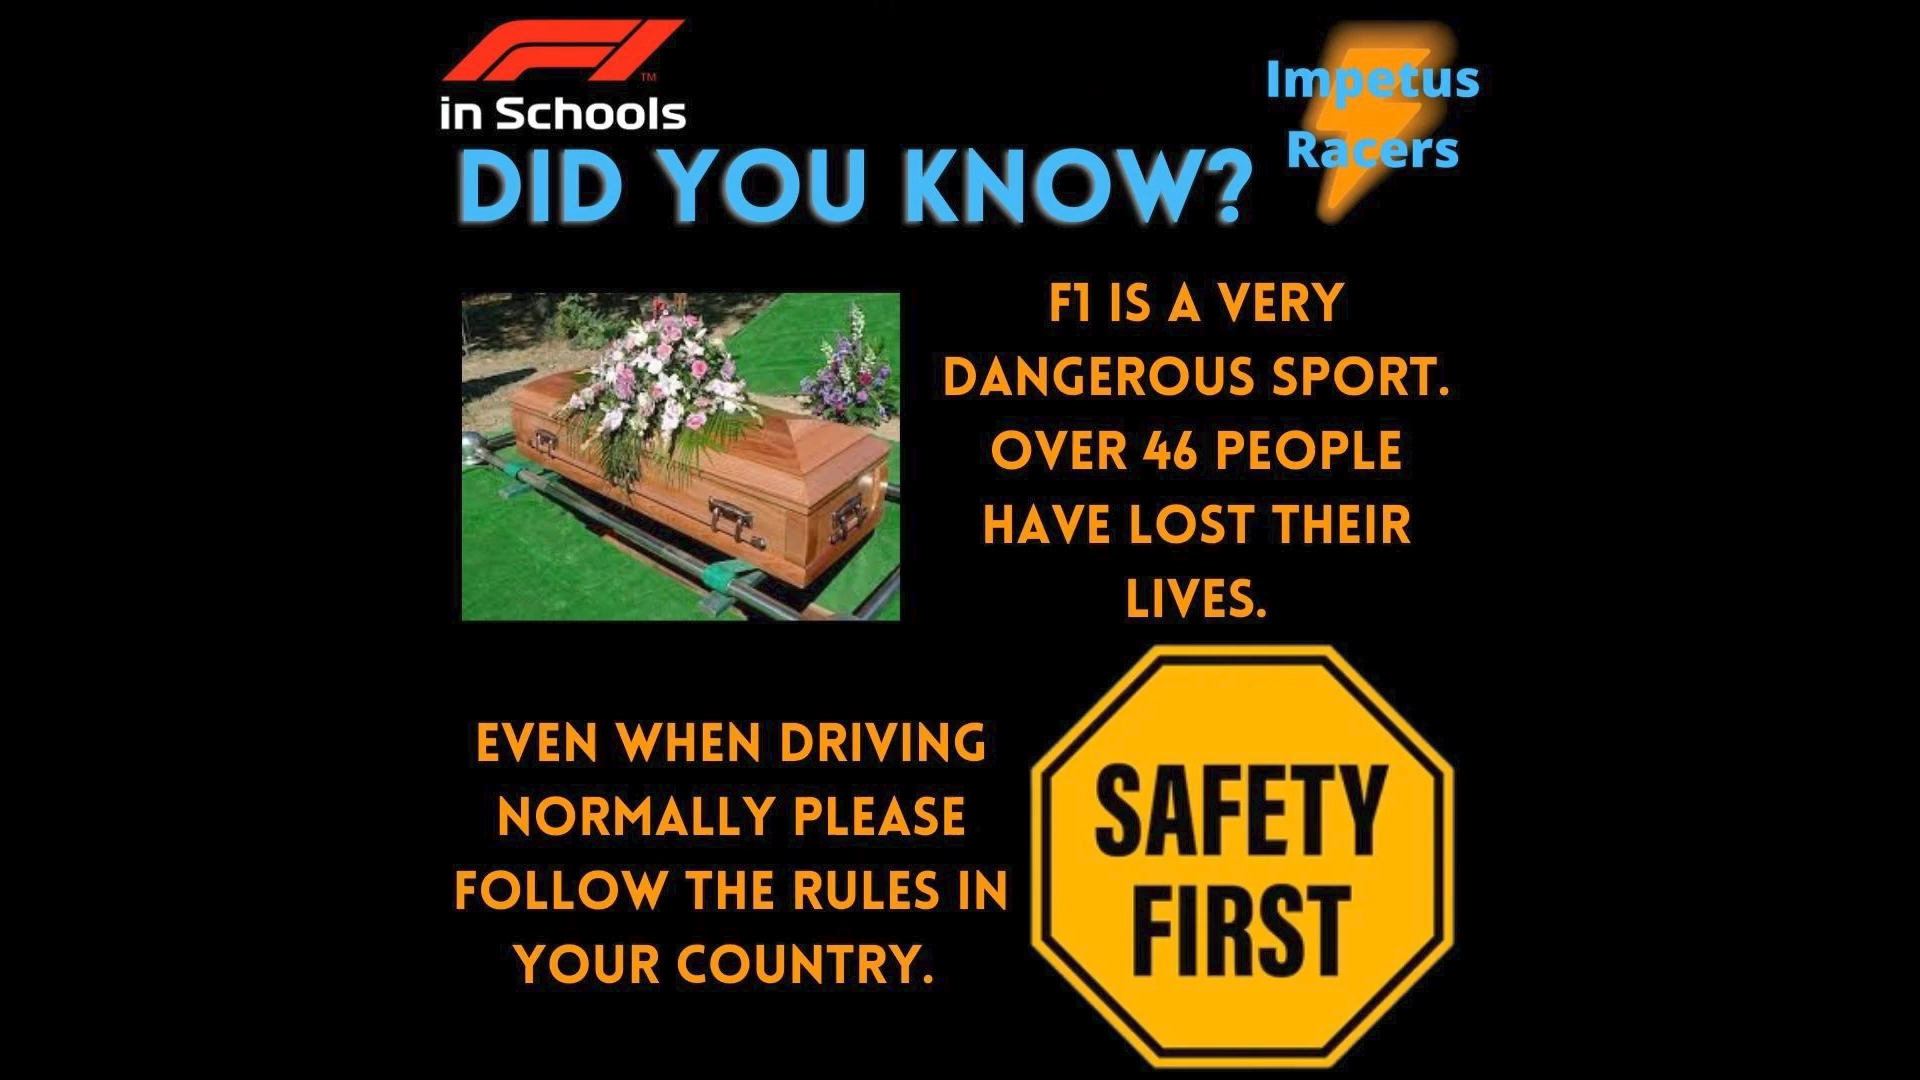 F1™
in Schools
Impetus
Racers
DID YOU KNOW?
F1 IS A VERY
DANGEROUS SPORT.
OVER 46 PEOPLE
HAVE LOST THEIR
LIVES.
EVEN WHEN DRIVING
NORMALLY PLEASE
FOLLOW THE RULES IN
YOUR COUNTRY.
SAFETY
FIRST